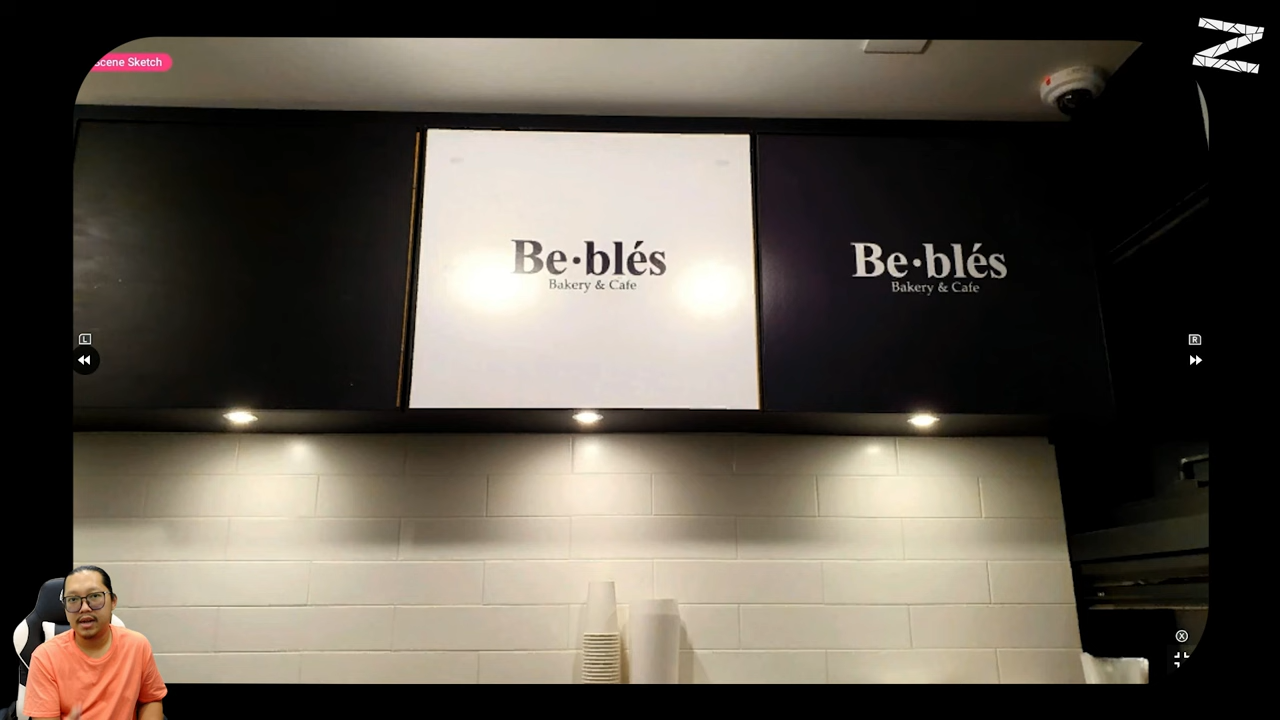 Scene Sketch
Be·blés
Bakery & Cafe
Be·blés
Bakery & Cafe
L
R
Z